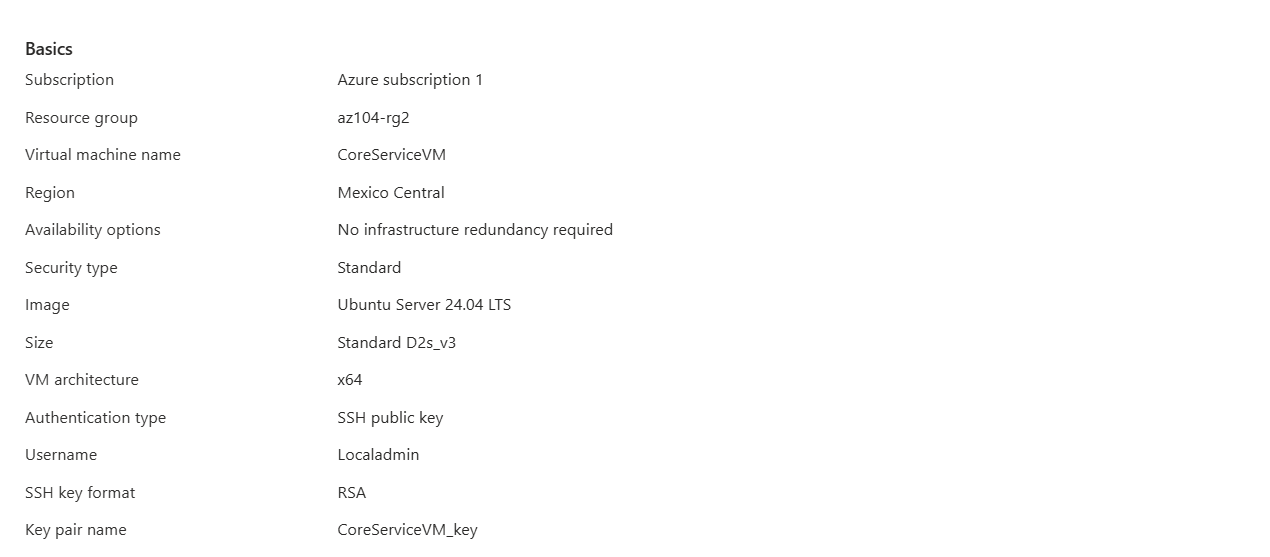 Basics
Subscription Azure subscription 1
Resource group az104-rg2
Virtual machine name CoreServiceVM
Region Mexico Central
Availability options No infrastructure redundancy required
Security type Standard
Image Ubuntu Server 24.04 LTS
Size Standard D2s_v3
VM architecture x64
Authentication type SSH public key
Username Localadmin
SSH key format RSA
Key pair name CoreServiceVM_key